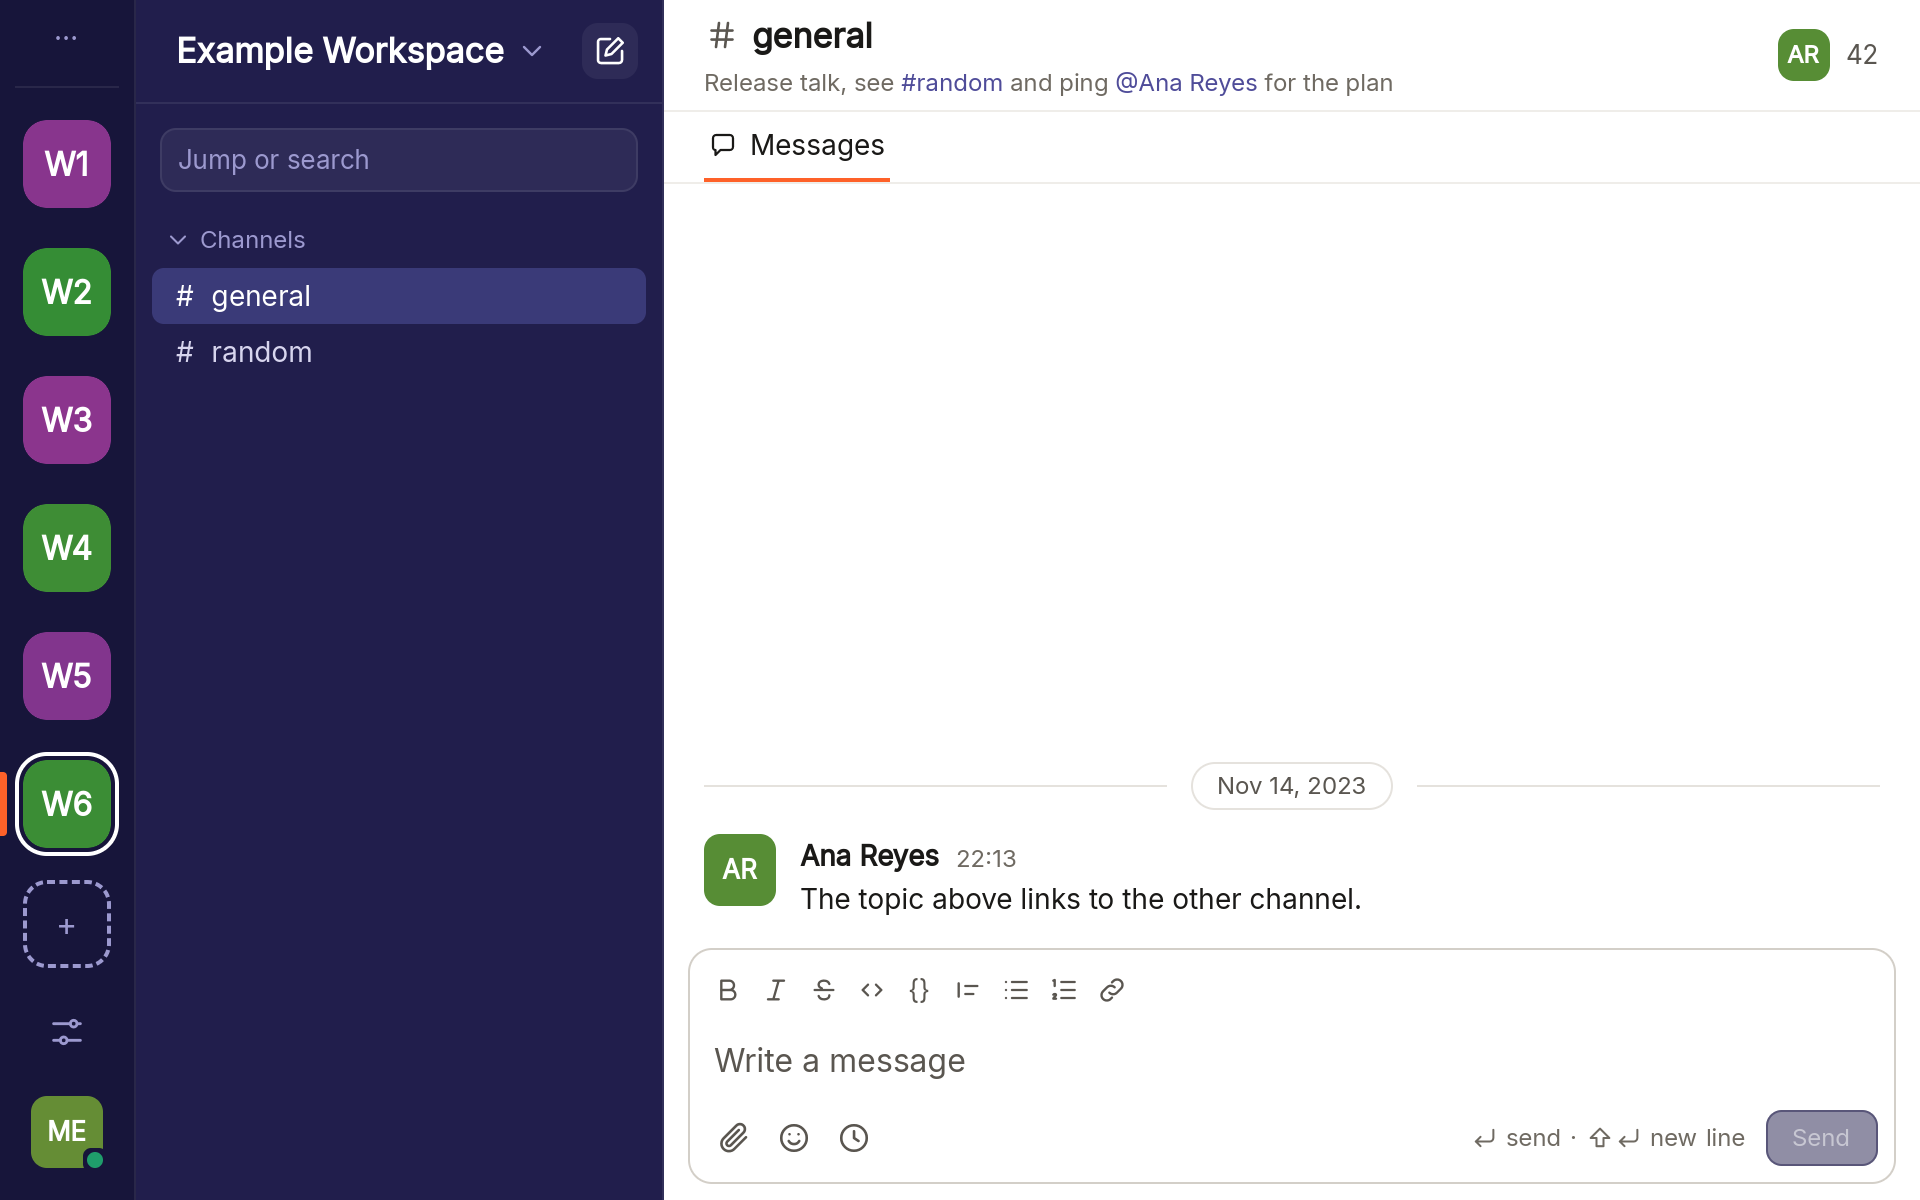 ...
W1
W2
W3
W4
W5
W6
+
ME
Example Workspace
Jump or search
Channels
# general
# random
# general
Release talk, see #random and ping @Ana Reyes for the plan
AR 42
Messages
Nov 14, 2023
AR
Ana Reyes 22:13
The topic above links to the other channel.
Write a message
send · new line
Send